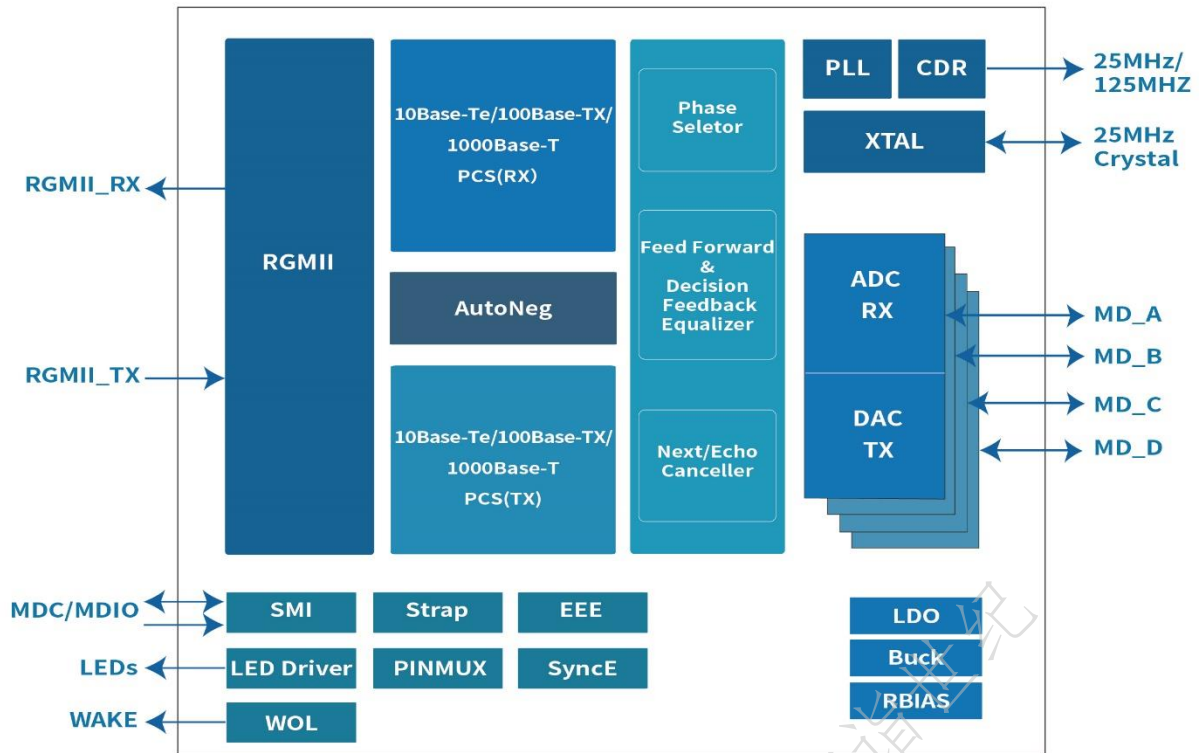 RGMII_RX
RGMII_TX
RGMII
10Base-Te/100Base-TX/
1000Base-T
PCS(RX)
AutoNeg
10Base-Te/100Base-TX/
1000Base-T
PCS(TX)
Phase
Seletor
Feed Forward
&
Decision
Feedback
Equalizer
Next/Echo
Canceller
PLL
CDR
25MHz/
125MHZ
XTAL
25MHz
Crystal
ADC
RX
DAC
TX
MD_A
MD_B
MD_C
MD_D
MDC/MDIO
SMI
Strap
EEE
LEDs
LED Driver
PINMUX
SyncE
WAKE
WOL
LDO
Buck
RBIAS
世纪